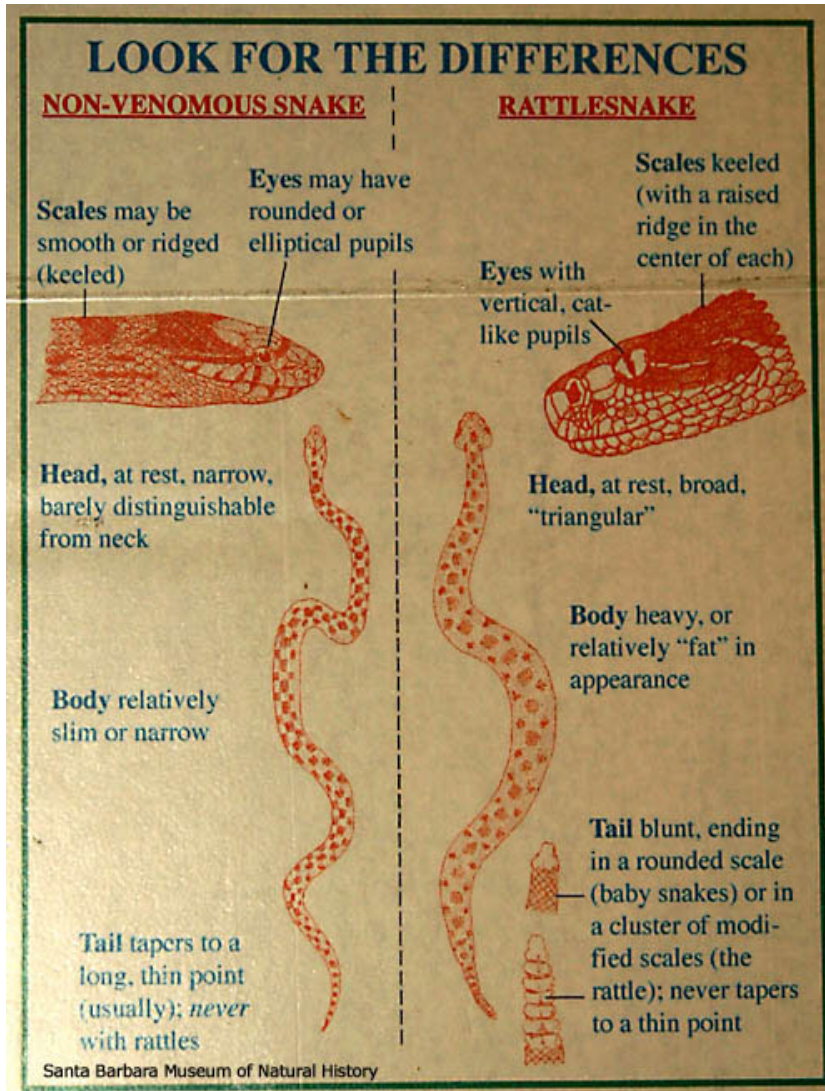 LOOK FOR THE DIFFERENCES
NON-VENOMOUS SNAKE
Scales may be
smooth or ridged
(keeled)
Eyes may have
rounded or
elliptical pupils
Head, at rest, narrow,
barely distinguishable
from neck
Body relatively
slim or narrow
Tail tapers to a
long, thin point
(usually); never
with rattles
RATTLESNAKE
Scales keeled
(with a raised
ridge in the
center of each)
Eyes with
vertical, cat-
like pupils
Head, at rest, broad,
“triangular”
Body heavy, or
relatively “fat” in
appearance
Tail blunt, ending
in a rounded scale
(baby snakes) or in
a cluster of modi-
fied scales (the
rattle); never tapers
to a thin point
Santa Barbara Museum of Natural History